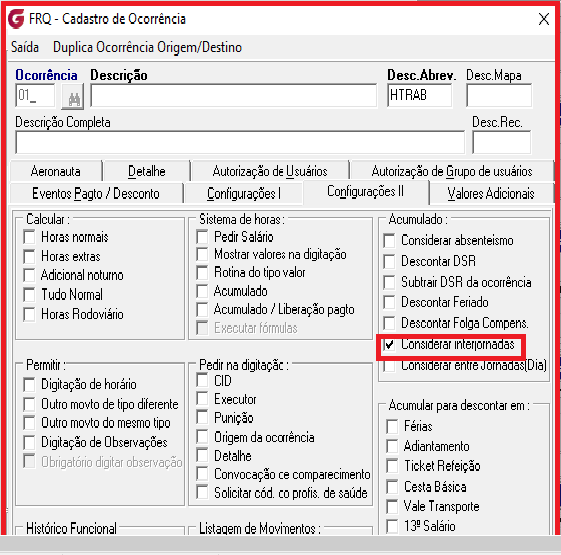 FRQ - Cadastro de Ocorrência
Saída Duplica Ocorrência Origem/Destino
Ocorrência Descrição Desc.Abrev. Desc.Mapa
01_ HTRAB
Descrição Completa Desc.Rec.
Aeronauta Detalhe Autorização de Usuários Autorização de Grupo de usuários
Eventos Pagto / Desconto Configurações I Configurações II Valores Adicionais
Calcular :
Horas normais
Horas extras
Adicional noturno
Tudo Normal
Horas Rodoviário
Sistema de horas :
Pedir Salário
Mostrar valores na digitação
Rotina do tipo valor
Acumulado
Acumulado / Liberação pagto
Executar fórmulas
Acumulado :
Considerar absenteísmo
Descontar DSR
Subtrair DSR da ocorrência
Descontar Feriado
Descontar Folga Compens.
Considerar interjornadas
Considerar entre Jornadas(Dia)
Permitir :
Digitação de horário
Outro movto de tipo diferente
Outro movto do mesmo tipo
Digitação de Observações
Obrigatório digitar observação
Pedir na digitação :
CID
Executor
Punição
Origem da ocorrência
Detalhe
Convocação de comparecimento
Solicitar cód. do profis. de saúde
Acumular para descontar em :
Férias
Adiantamento
Ticket Refeição
Cesta Básica
Vale Transporte
13º Salário
Histórico Funcional
Listagem de Movimentos :